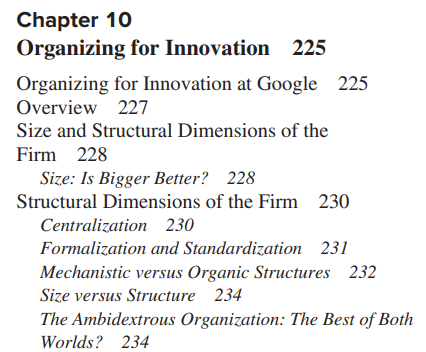 Chapter 10
Organizing for Innovation 225
Organizing for Innovation at Google 225
Overview 227
Size and Structural Dimensions of the
Firm 228
Size: Is Bigger Better? 228
Structural Dimensions of the Firm 230
Centralization 230
Formalization and Standardization 231
Mechanistic versus Organic Structures 232
Size versus Structure 234
The Ambidextrous Organization: The Best of Both
Worlds? 234